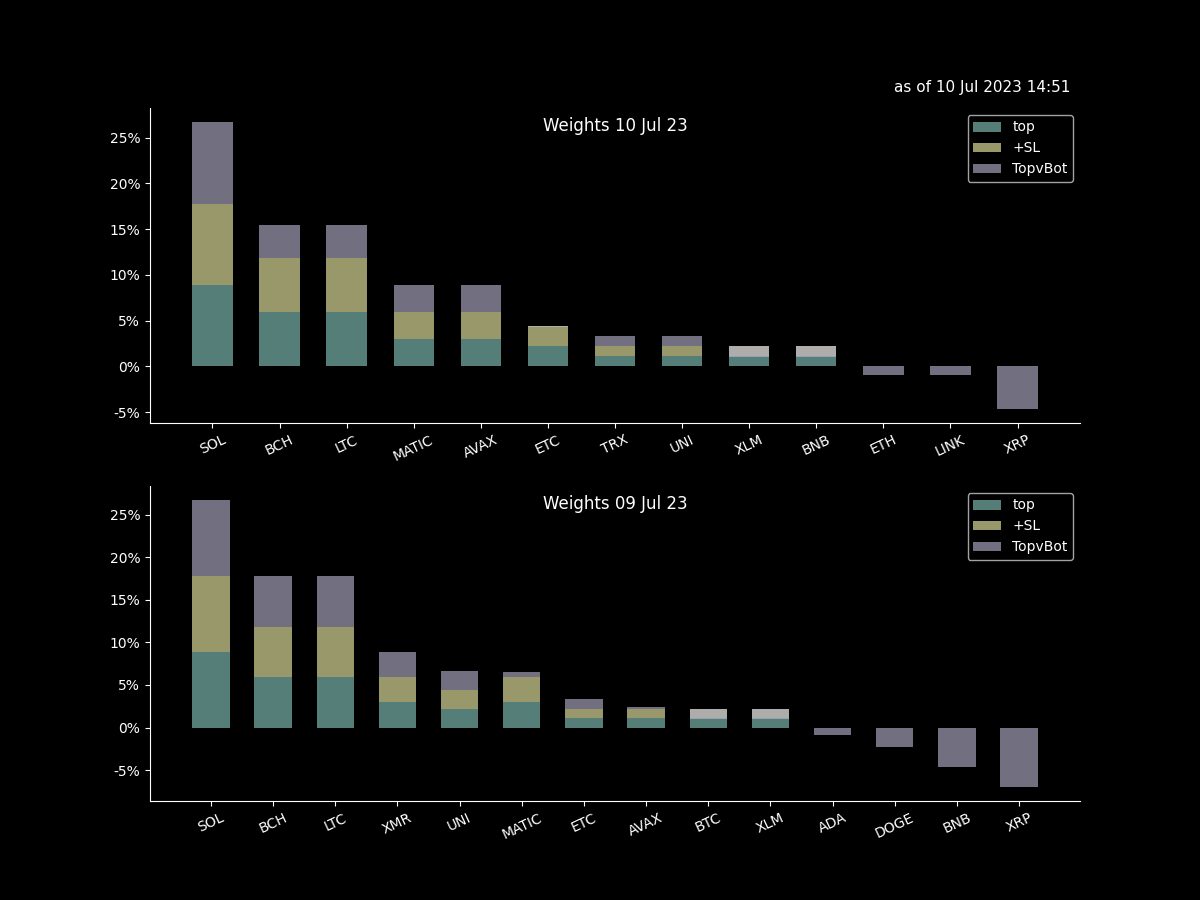 as of 10 Jul 2023 14:51
Weights 10 Jul 23
top
+SL
TopvBot
25%
20%
15%
10%
5%
0%
-5%
SOL BCH LTC MATIC AVAX ETC TRX UNI XLM BNB ETH LINK XRP
Weights 09 Jul 23
top
+SL
TopvBot
25%
20%
15%
10%
5%
0%
-5%
SOL BCH LTC XMR UNI MATIC ETC AVAX BTC XLM ADA DOGE BNB XRP